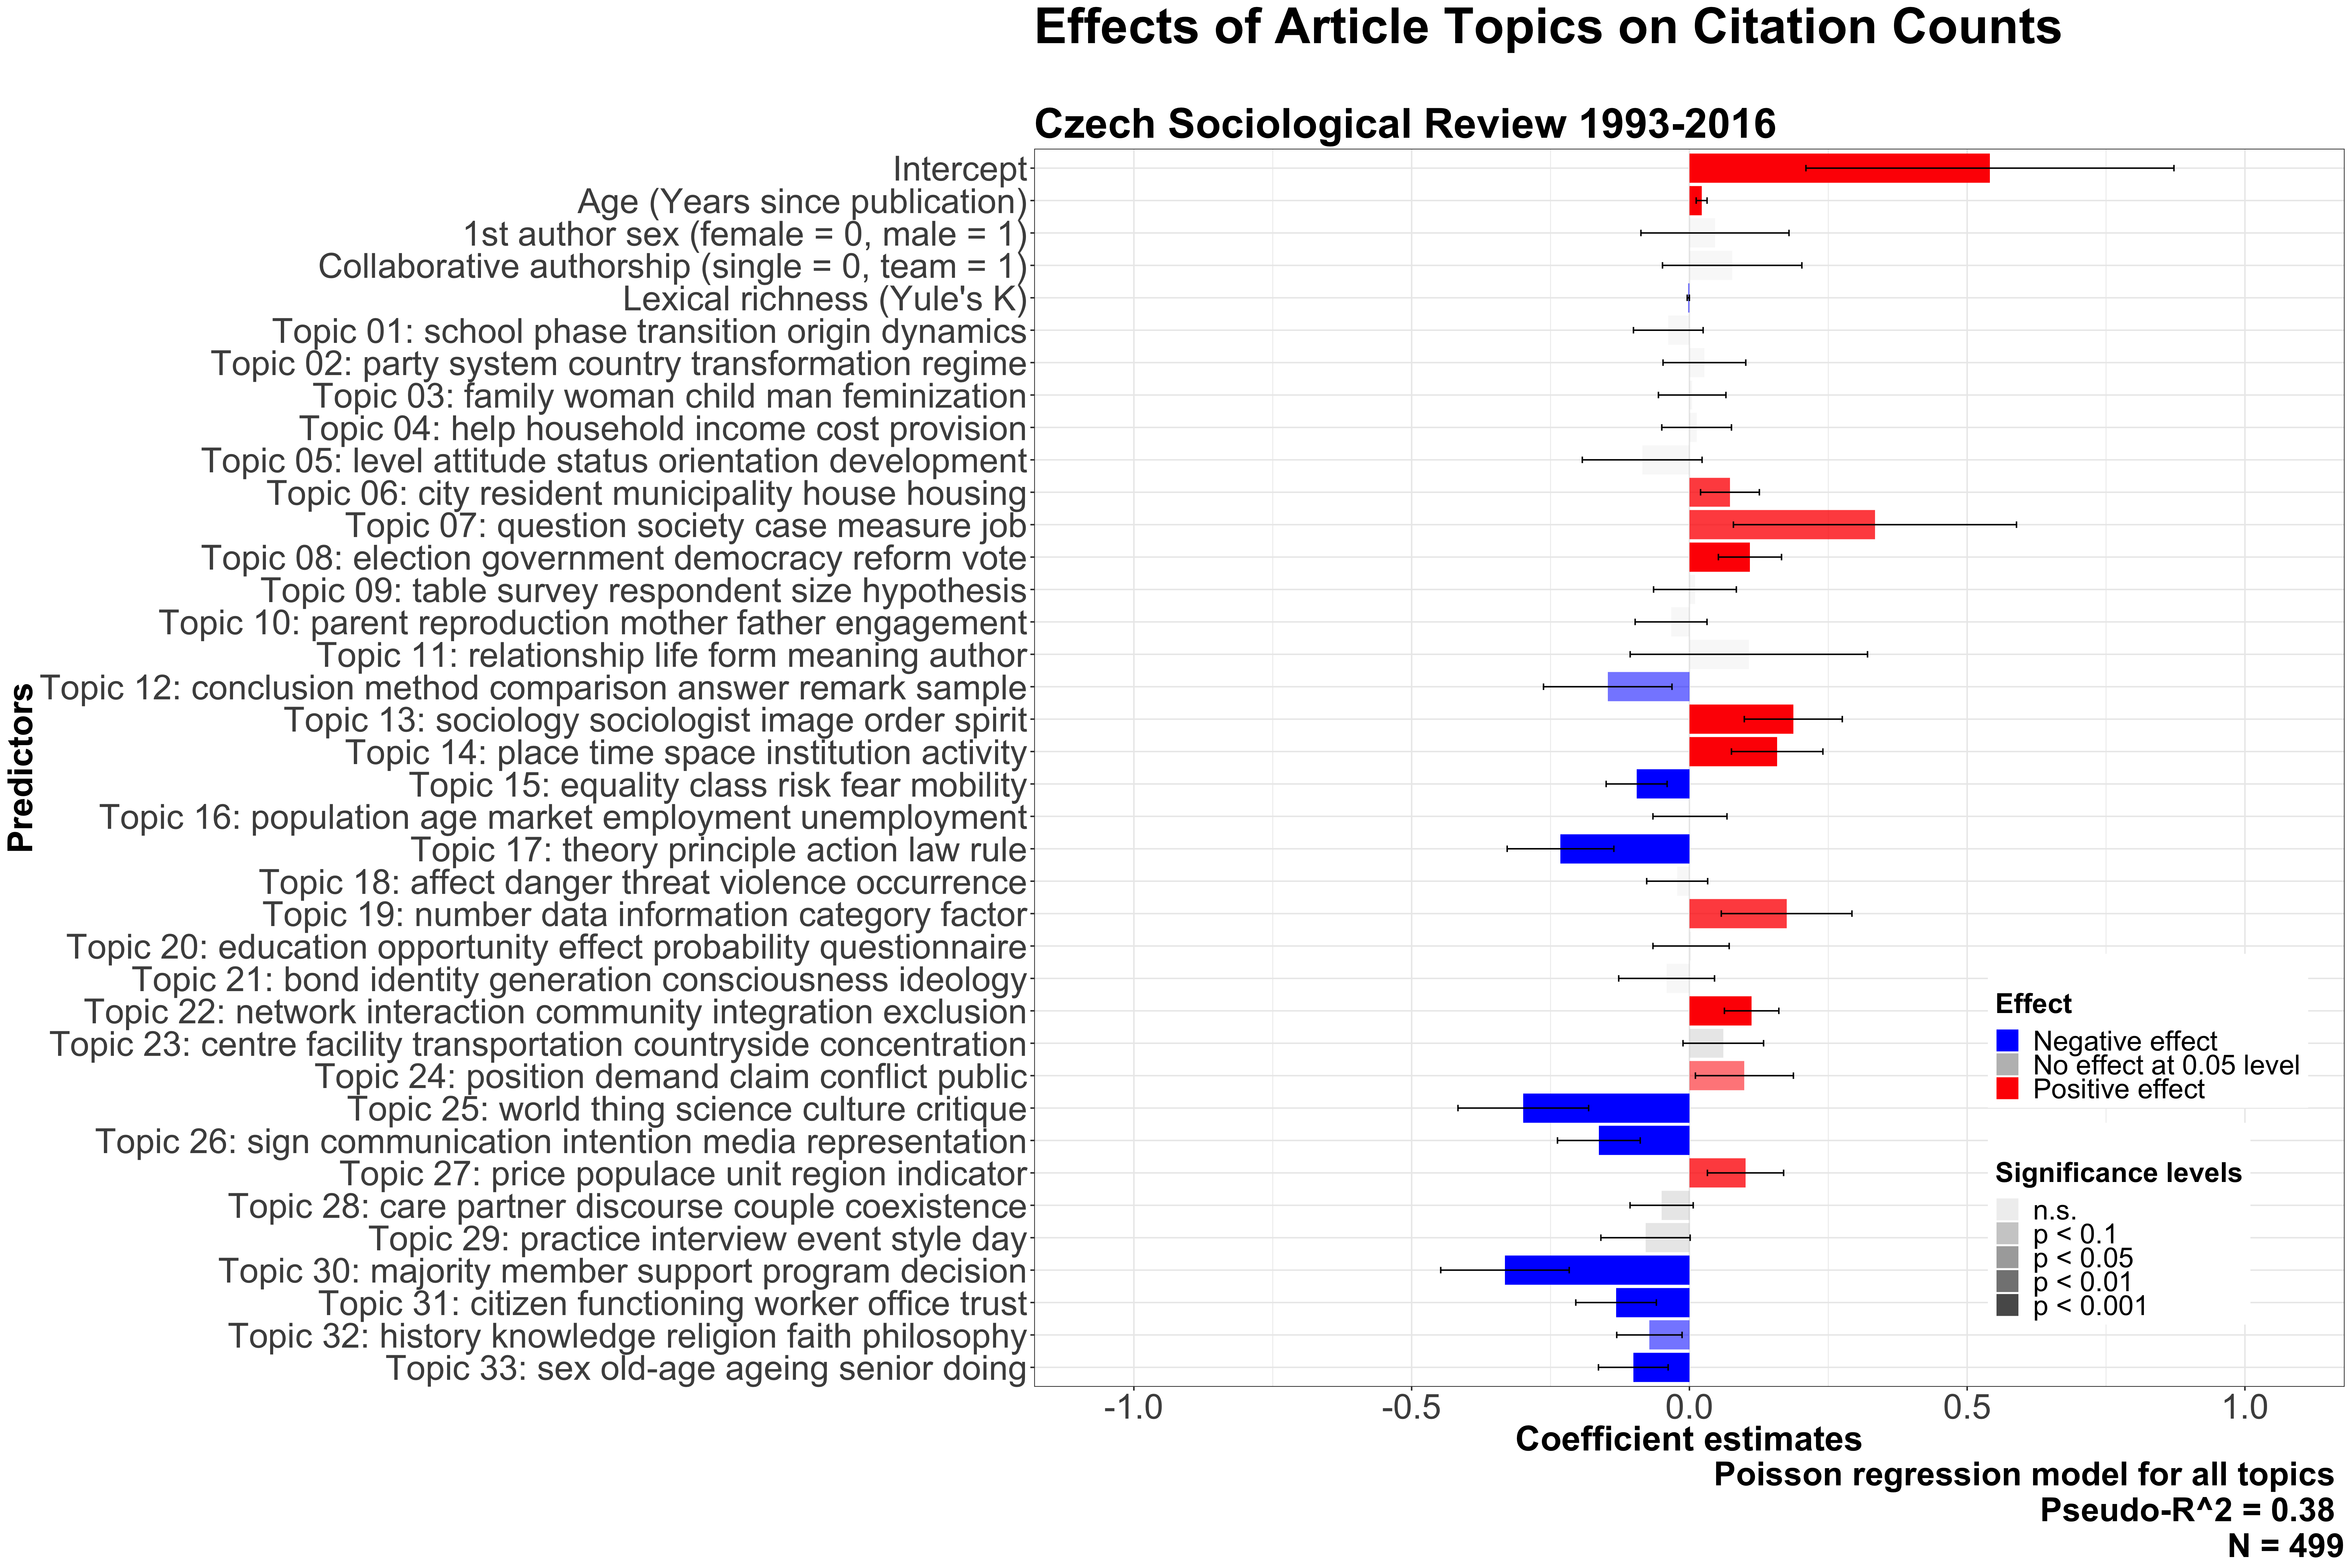 Effects of Article Topics on Citation Counts
Czech Sociological Review 1993-2016
Predictors
Intercept
Age (Years since publication)
1st author sex (female = 0, male = 1)
Collaborative authorship (single = 0, team = 1)
Lexical richness (Yule's K)
Topic 01: school phase transition origin dynamics
Topic 02: party system country transformation regime
Topic 03: family woman child man feminization
Topic 04: help household income cost provision
Topic 05: level attitude status orientation development
Topic 06: city resident municipality house housing
Topic 07: question society case measure job
Topic 08: election government democracy reform vote
Topic 09: table survey respondent size hypothesis
Topic 10: parent reproduction mother father engagement
Topic 11: relationship life form meaning author
Topic 12: conclusion method comparison answer remark sample
Topic 13: sociology sociologist image order spirit
Topic 14: place time space institution activity
Topic 15: equality class risk fear mobility
Topic 16: population age market employment unemployment
Topic 17: theory principle action law rule
Topic 18: affect danger threat violence occurrence
Topic 19: number data information category factor
Topic 20: education opportunity effect probability questionnaire
Topic 21: bond identity generation consciousness ideology
Topic 22: network interaction community integration exclusion
Topic 23: centre facility transportation countryside concentration
Topic 24: position demand claim conflict public
Topic 25: world thing science culture critique
Topic 26: sign communication intention media representation
Topic 27: price populace unit region indicator
Topic 28: care partner discourse couple coexistence
Topic 29: practice interview event style day
Topic 30: majority member support program decision
Topic 31: citizen functioning worker office trust
Topic 32: history knowledge religion faith philosophy
Topic 33: sex old-age ageing senior doing
Effect
Negative effect
No effect at 0.05 level
Positive effect
Significance levels
n.s.
p < 0.1
p < 0.05
p < 0.01
p < 0.001
-1.0 -0.5 0.0 0.5 1.0
Coefficient estimates
Poisson regression model for all topics
Pseudo-R^2 = 0.38
N = 499